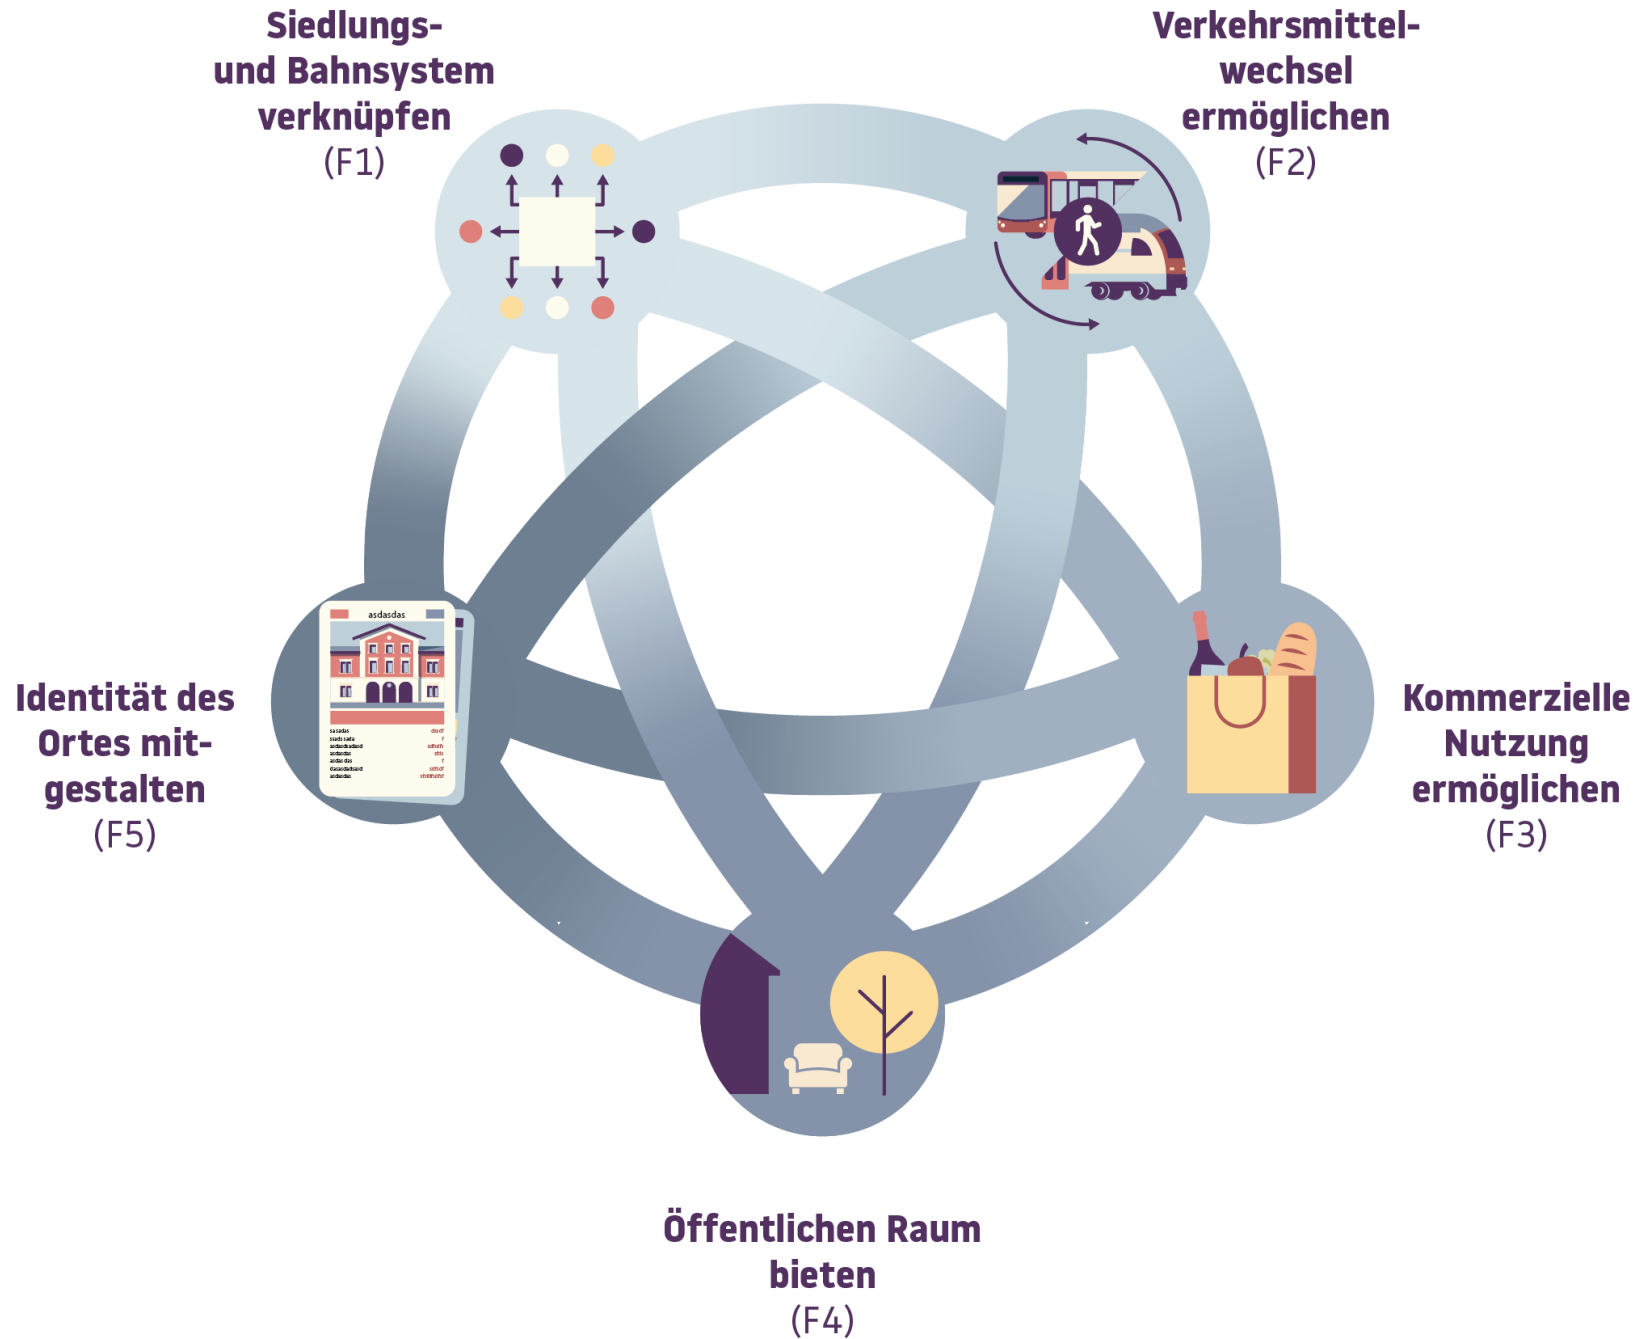 Siedlungs-
und Bahnsystem
verknüpfen
(F1)
Verkehrsmittel-
wechsel
ermöglichen
(F2)
asdasdas
Identität des
Ortes mit-
gestalten
(F5)
Kommerzielle
Nutzung
ermöglichen
(F3)
Öffentlichen Raum
bieten
(F4)